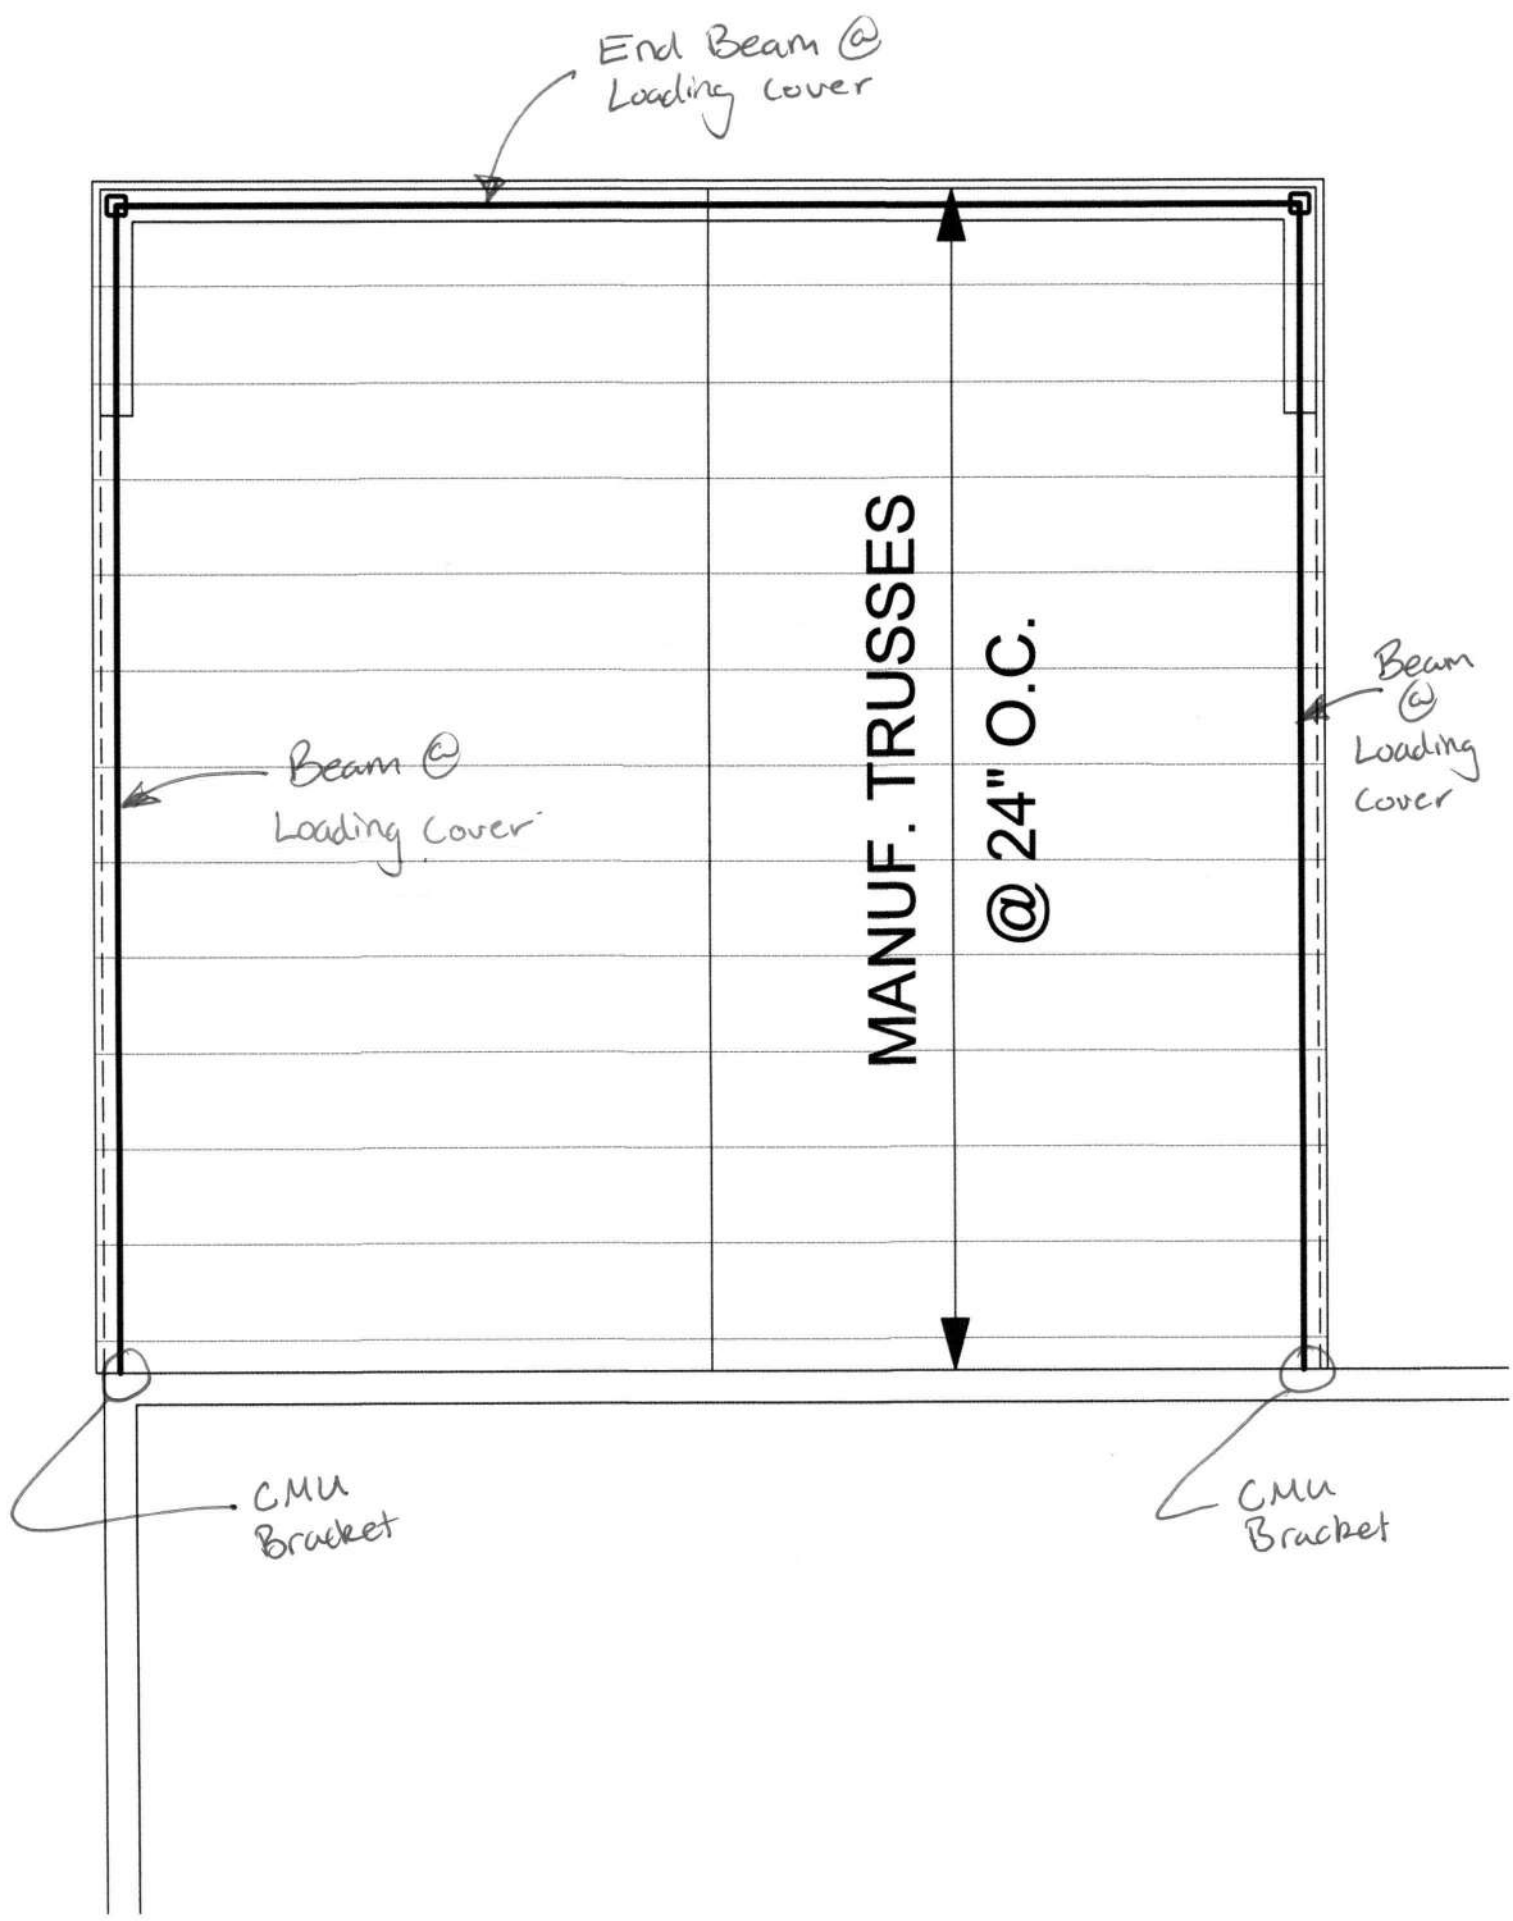 End Beam @
Loading Cover
MANUF. TRUSSES
@ 24" O.C.
Beam
@
Loading
Cover
Beam @
Loading Cover
CMU
Bracket
CMU
Bracket